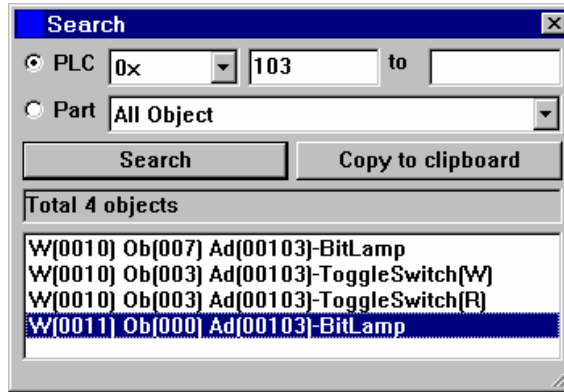 Search
PLC 0x 103 to
Part All Object
Search Copy to clipboard
Total 4 objects
W(0010) Ob(007) Ad(00103)-BitLamp
W(0010) Ob(003) Ad(00103)-ToggleSwitch(W)
W(0010) Ob(003) Ad(00103)-ToggleSwitch(R)
W(0011) Ob(000) Ad(00103)-BitLamp